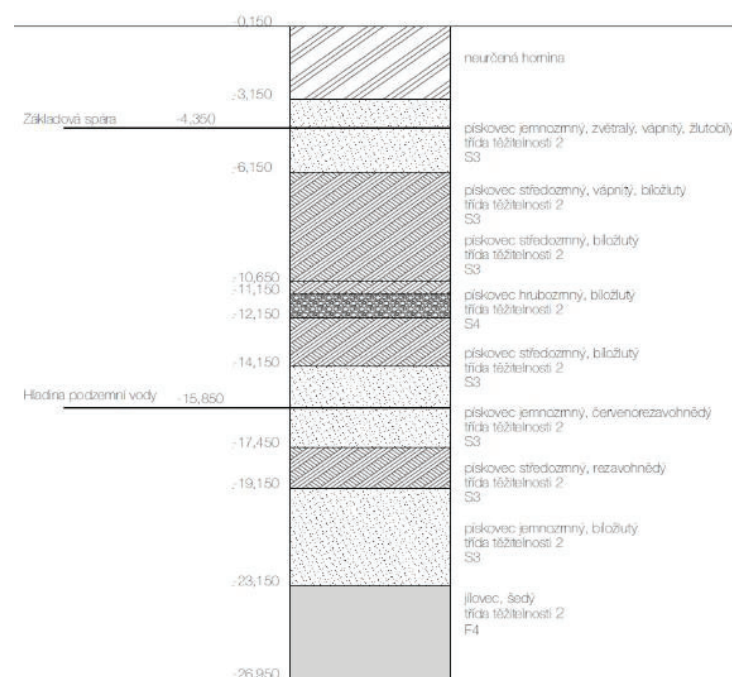 -0,150
neurčená hornina
-3,150
Základová spára -4,350
pískovec jemnozrnný, zvětralý, vápnitý, žlutobílý
třída těžitelnosti 2
S3
-6,150
pískovec středozrnný, vápnitý, bíložlutý
třída těžitelnosti 2
S3
pískovec středozrnný, bíložlutý
třída těžitelnosti 2
S3
-10,650
-11,150
pískovec hrubozrnný, bíložlutý
třída těžitelnosti 2
S4
-12,150
pískovec středozrnný, bíložlutý
třída těžitelnosti 2
S3
-14,150
Hladina podzemní vody -15,850
pískovec jemnozrnný, červenorezavohnědý
třída těžitelnosti 2
S3
-17,450
pískovec středozrnný, rezavohnědý
třída těžitelnosti 2
S3
-19,150
pískovec jemnozrnný, bíložlutý
třída těžitelnosti 2
S3
-23,150
jílovec, šedý
třída těžitelnosti 2
F4
-26,950